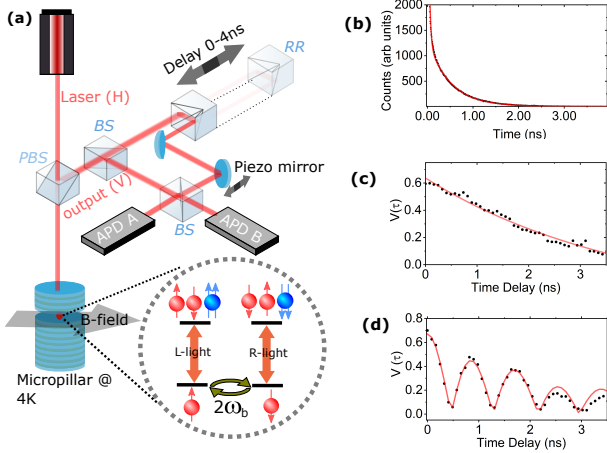 (a)
Laser (H)
Delay 0-4ns
RR
BS
PBS
output (V)
Piezo mirror
APD A
APD B
BS
B-field
Micropillar @
4K
L-light
R-light
2ωb
(b)
Counts (arb units)
2000
1500
1000
500
0
0.00 1.00 2.00 3.00
Time (ns)
(c)
V(τ)
0.6
0.4
0.2
0.0
0 1 2 3
Time Delay (ns)
(d)
V (τ)
0.8
0.6
0.4
0.2
0.0
0 1 2 3
Time Delay (ns)